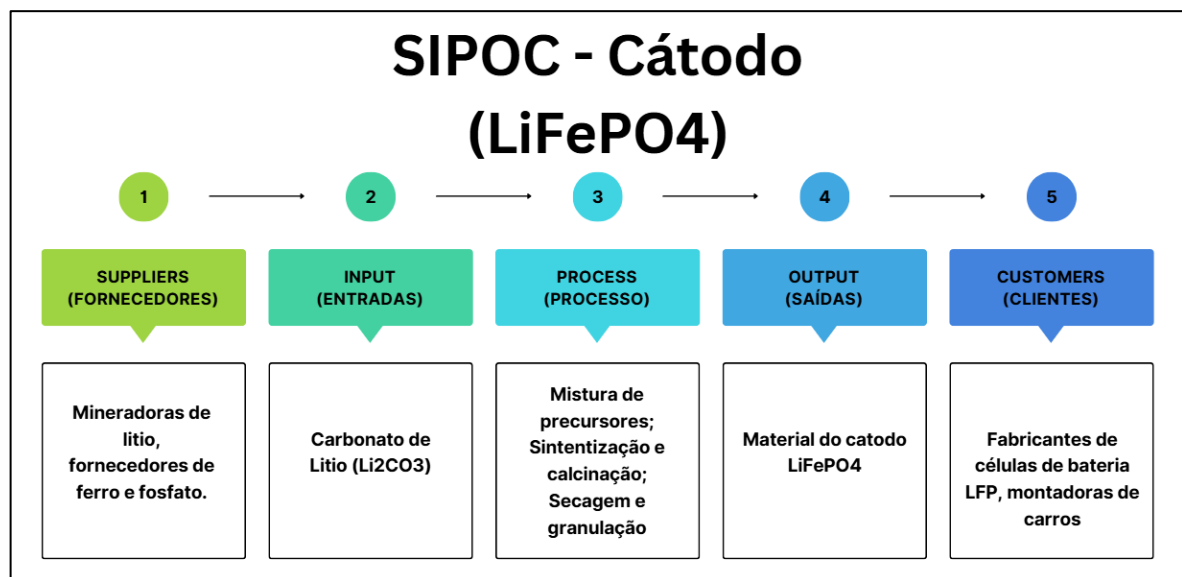 SIPOC - Cátodo
(LiFePO4)
1
2
3
4
5
SUPPLIERS
(FORNECEDORES)
INPUT
(ENTRADAS)
PROCESS
(PROCESSO)
OUTPUT
(SAÍDAS)
CUSTOMERS
(CLIENTES)
Mineradoras de
litio,
fornecedores de
ferro e fosfato.
Carbonato de
Litio (Li2CO3)
Mistura de
precursores;
Sintentização e
calcinação;
Secagem e
granulação
Material do catodo
LiFePO4
Fabricantes de
células de bateria
LFP, montadoras de
carros